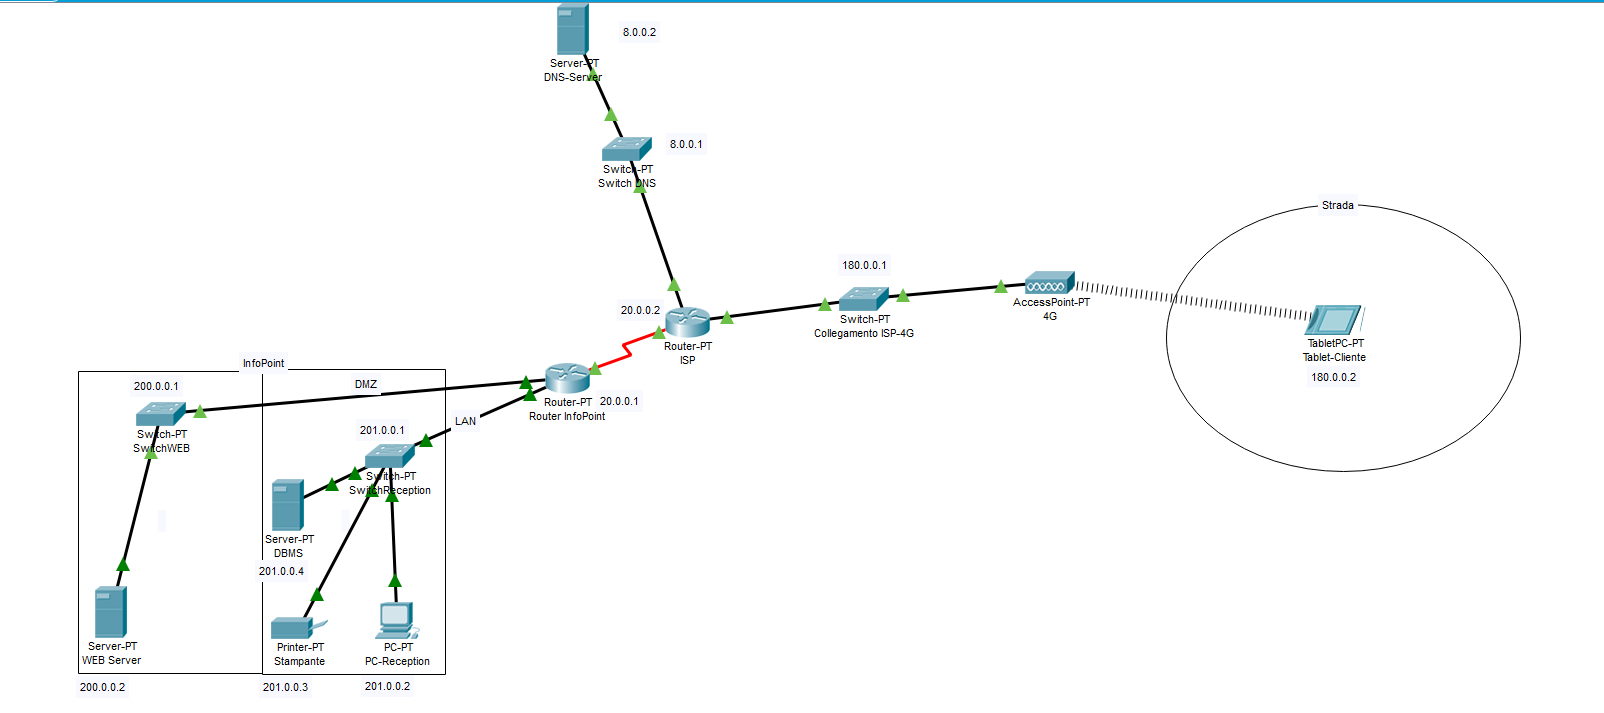 8.0.0.2
Server-PT
DNS-Server
8.0.0.1
Switch-PT
Switch DNS
Strada
180.0.0.1
AccessPoint-PT
4G
20.0.0.2
Switch-PT
Collegamento ISP-4G
Router-PT
ISP
TabletPC-PT
Tablet-Cliente
180.0.0.2
InfoPoint
200.0.0.1
DMZ
Router-PT
Router InfoPoint
20.0.0.1
Switch-PT
SwitchWEB
201.0.0.1
LAN
Switch-PT
SwitchReception
Server-PT
DBMS
201.0.0.4
Server-PT
WEB Server
Printer-PT
Stampante
PC-PT
PC-Reception
200.0.0.2
201.0.0.3
201.0.0.2